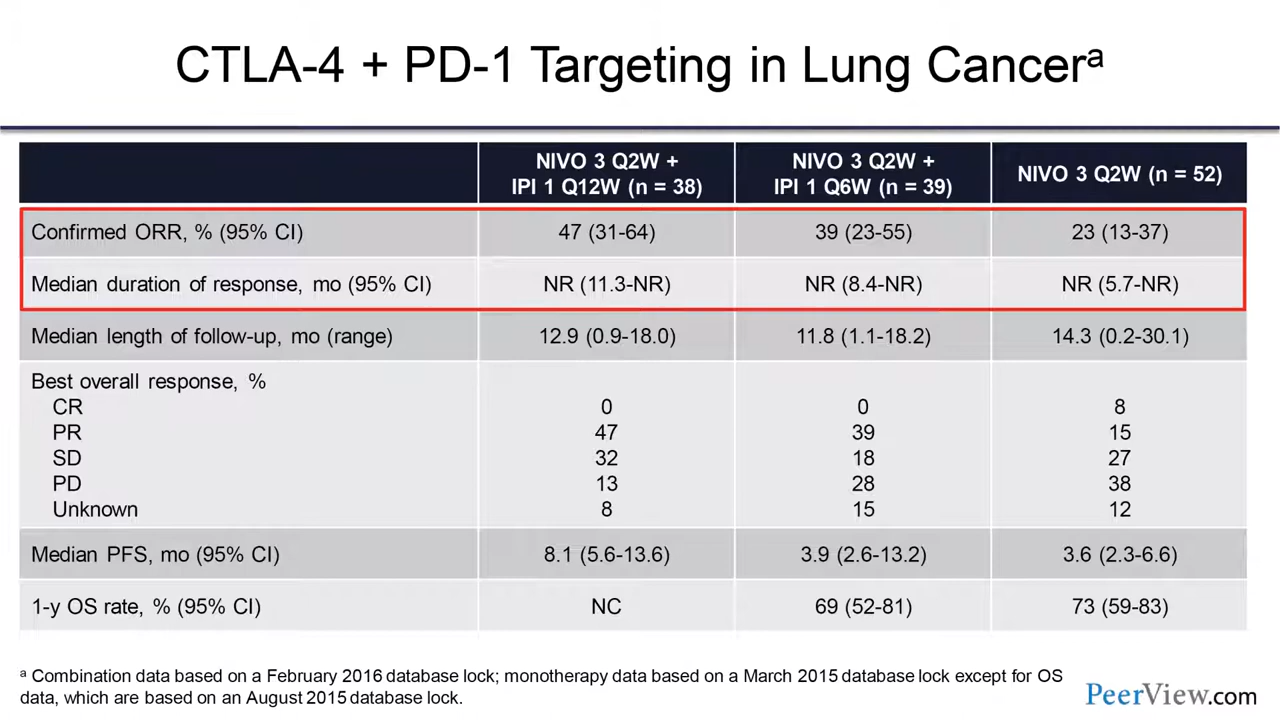 CTLA-4 + PD-1 Targeting in Lung Cancerᵃ
NIVO 3 Q2W + IPI 1 Q12W (n = 38) NIVO 3 Q2W + IPI 1 Q6W (n = 39) NIVO 3 Q2W (n = 52)
Confirmed ORR, % (95% CI) 47 (31-64) 39 (23-55) 23 (13-37)
Median duration of response, mo (95% CI) NR (11.3-NR) NR (8.4-NR) NR (5.7-NR)
Median length of follow-up, mo (range) 12.9 (0.9-18.0) 11.8 (1.1-18.2) 14.3 (0.2-30.1)
Best overall response, %
CR 0 0 8
PR 47 39 15
SD 32 18 27
PD 13 28 38
Unknown 8 15 12
Median PFS, mo (95% CI) 8.1 (5.6-13.6) 3.9 (2.6-13.2) 3.6 (2.3-6.6)
1-y OS rate, % (95% CI) NC 69 (52-81) 73 (59-83)
ᵃ Combination data based on a February 2016 database lock; monotherapy data based on a March 2015 database lock except for OS
data, which are based on an August 2015 database lock.
PeerView.com